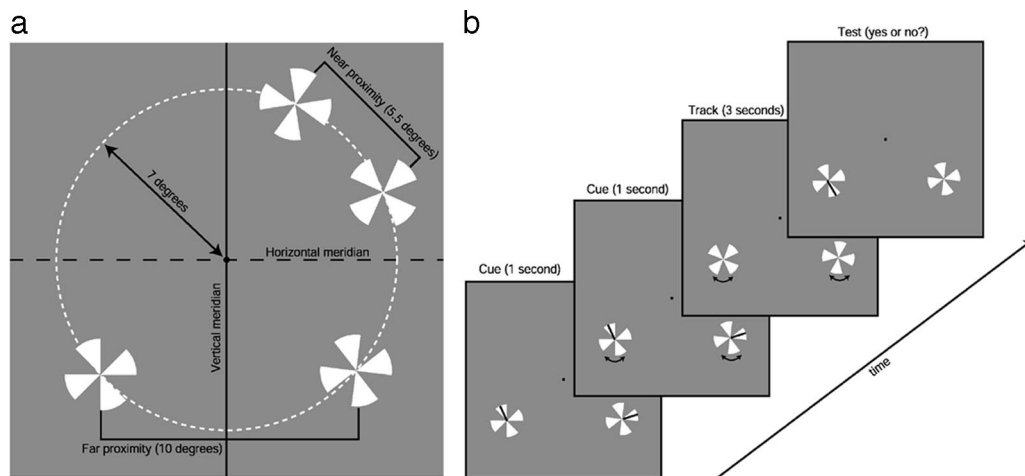 a
Near proximity (5.5 degrees)
7 degrees
Horizontal meridian
Vertical meridian
Far proximity (10 degrees)
b
Test (yes or no?)
Track (3 seconds)
Cue (1 second)
Cue (1 second)
time